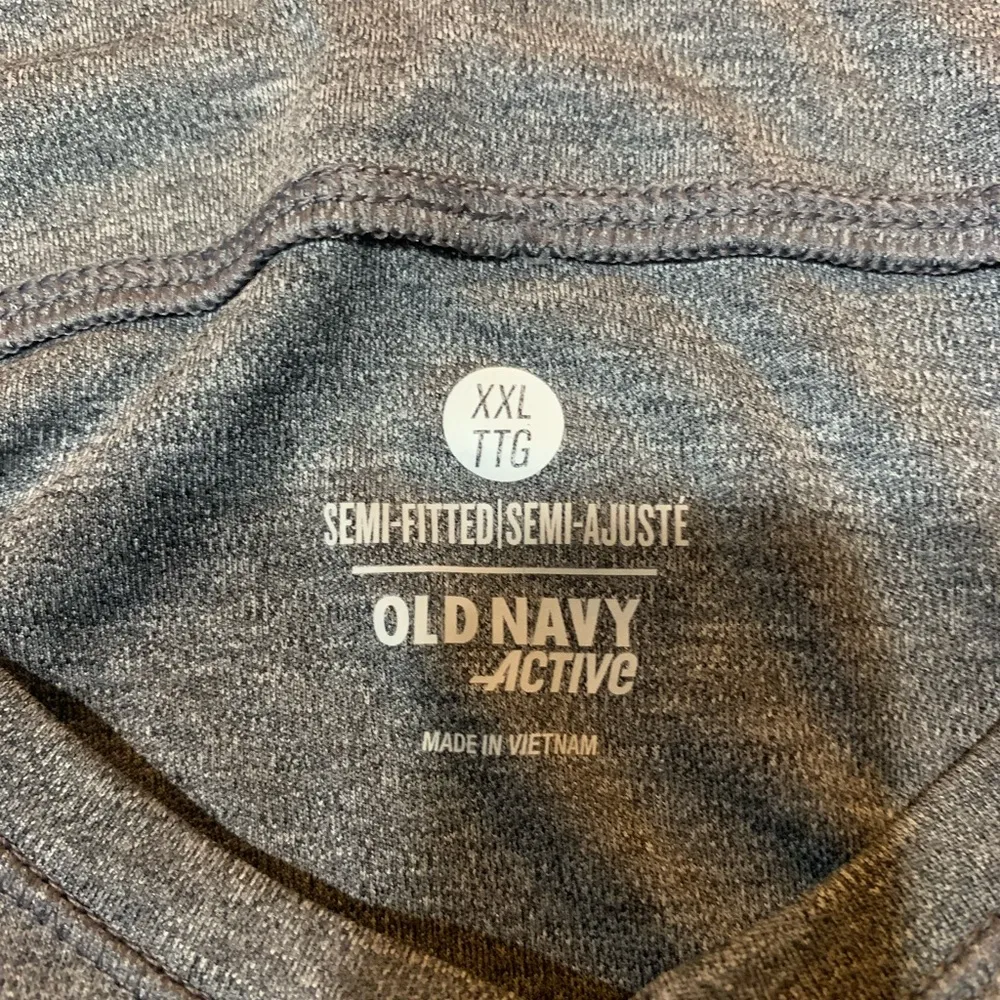 XXL
TTG
SEMI-FITTED|SEMI-AJUSTÉ
OLD NAVY
ACTIVE
MADE IN VIETNAM